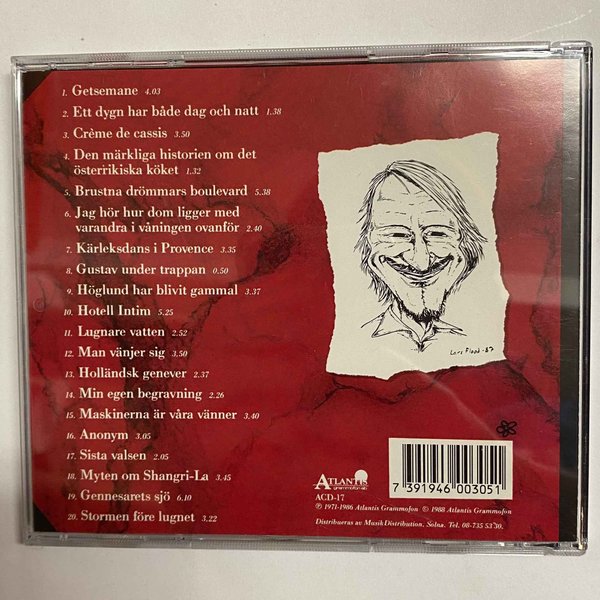 1. Getsemane 4.03
2. Ett dygn har både dag och natt 1.38
3. Crème de cassis 3.50
4. Den märkliga historien om det
österrikiska köket 1.32
5. Brustna drömmars boulevard 5.38
6. Jag hör hur dom ligger med
varandra i våningen ovanför 2.40
7. Kärleksdans i Provence 3.35
8. Gustav under trappan 0.50
9. Höglund har blivit gammal 3.37
10. Hotell Intim 5.25
11. Lugnare vatten 2.52
12. Man vänjer sig 3.50
13. Holländsk genever 2.37
14. Min egen begravning 2.26
15. Maskinerna är våra vänner 3.40
16. Anonym 3.05
17. Sista valsen 2.05
18. Myten om Shangri-La 3.45
19. Gennesarets sjö 6.10
20. Stormen före lugnet 3.22
Lars Flood -87
7 391946 003051
ATLANTIS
grammofon ab
ACD-17
Ⓟ 1971-1986 Atlantis Grammofon © 1988 Atlantis Grammofon
Distribueras av MusikDistribution, Solna. Tel. 08-735 53 30.